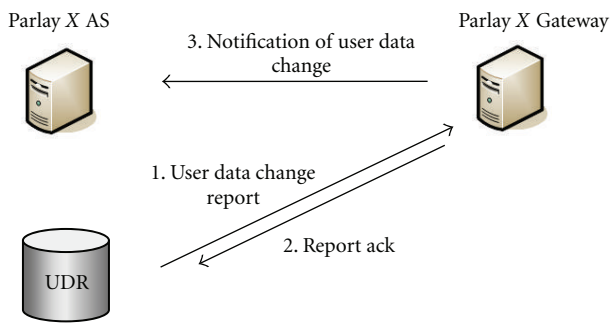 Parlay X AS
Parlay X Gateway
3. Notification of user data
change
1. User data change
report
2. Report ack
UDR